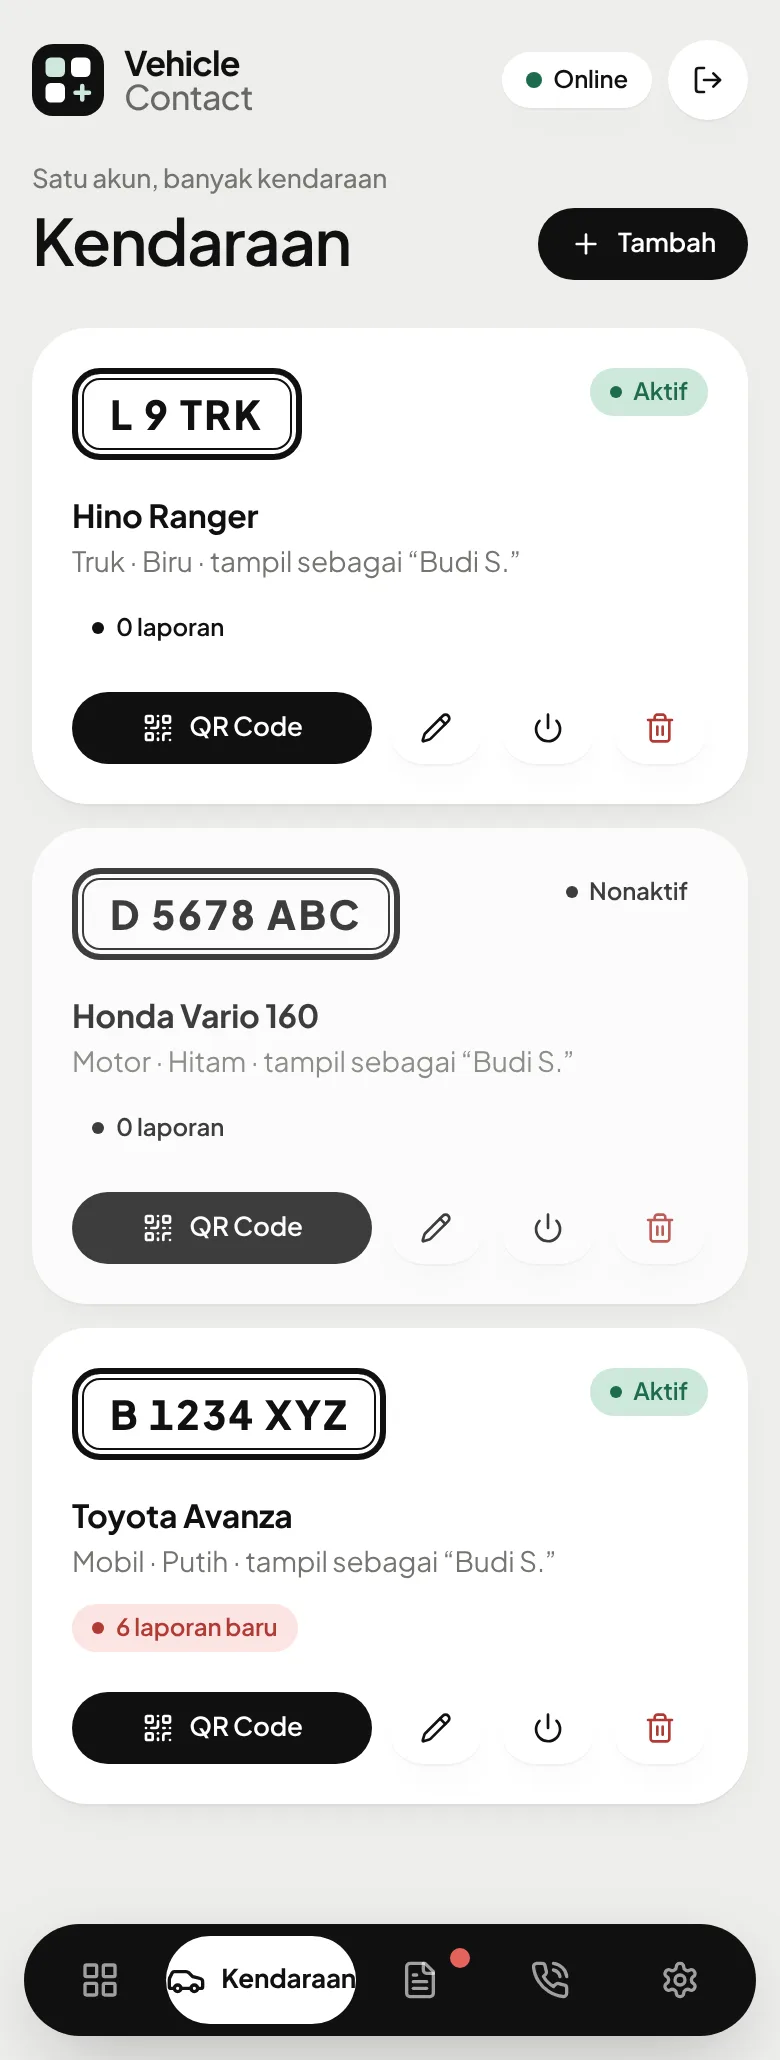 Vehicle
Contact
Online
Satu akun, banyak kendaraan
Kendaraan
Tambah
L 9 TRK
Aktif
Hino Ranger
Truk · Biru · tampil sebagai “Budi S.”
0 laporan
QR Code
D 5678 ABC
Nonaktif
Honda Vario 160
Motor · Hitam · tampil sebagai “Budi S.”
0 laporan
QR Code
B 1234 XYZ
Aktif
Toyota Avanza
Mobil · Putih · tampil sebagai “Budi S.”
6 laporan baru
QR Code
Kendaraan